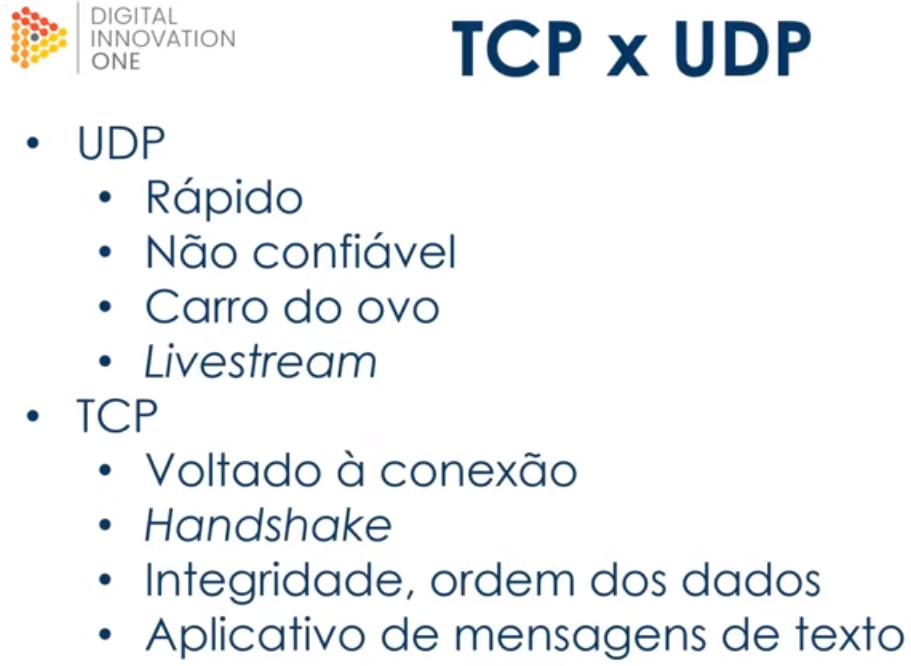 DIGITAL
INNOVATION
ONE
TCP x UDP
• UDP
• Rápido
• Não confiável
• Carro do ovo
• Livestream
• TCP
• Voltado à conexão
• Handshake
• Integridade, ordem dos dados
• Aplicativo de mensagens de texto